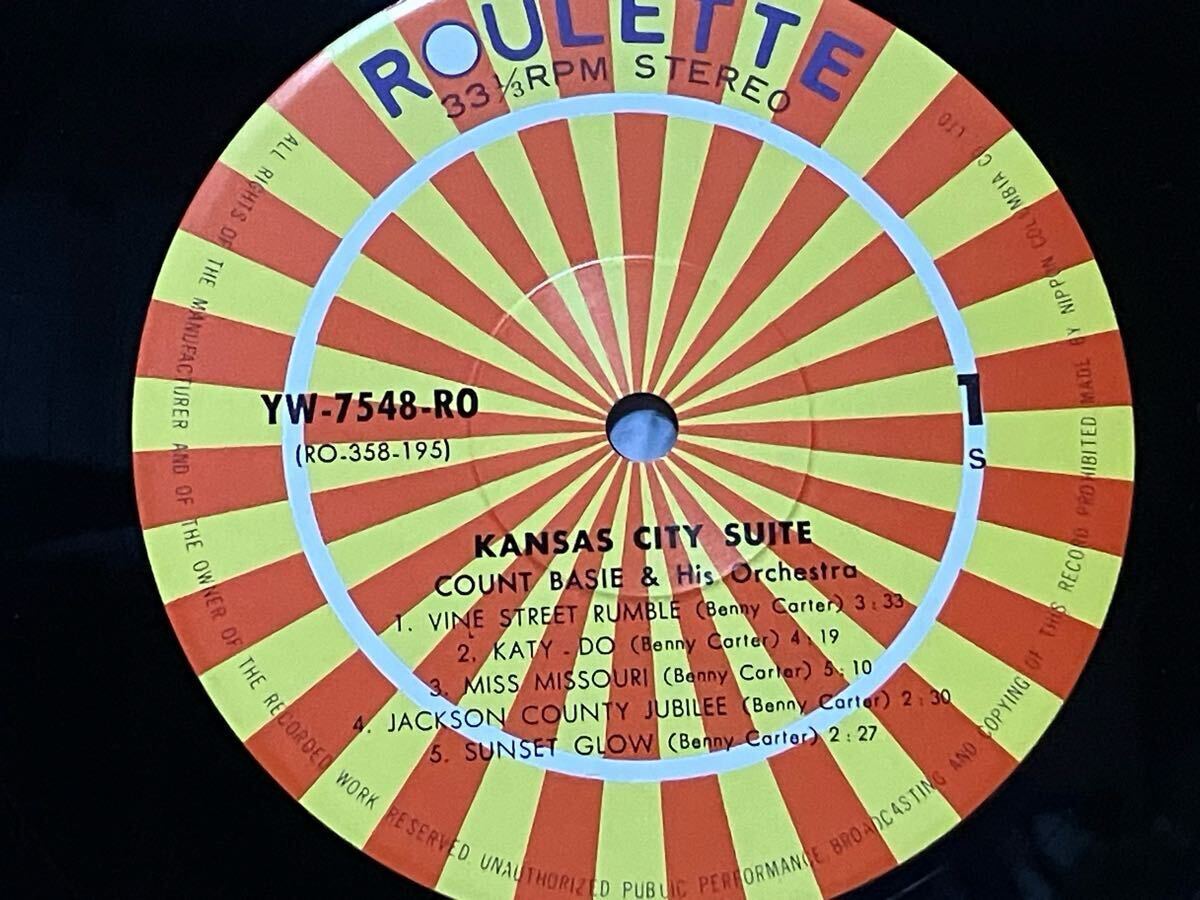 ROULETTE
33 1/3 RPM STEREO
YW-7548-RO
(RO-358-195)
1
S
KANSAS CITY SUITE
COUNT BASIE & His Orchestra
1. VINE STREET RUMBLE (Benny Carter) 3:33
2. KATY-DO (Benny Carter) 4:19
3. MISS MISSOURI (Benny Carter) 5:10
4. JACKSON COUNTY JUBILEE (Benny Carter) 2:30
5. SUNSET GLOW (Benny Carter) 2:27
ALL RIGHTS OF THE MANUFACTURER AND OF THE OWNER OF THE RECORDED WORK RESERVED UNAUTHORIZED PUBLIC PERFORMANCE, BROADCASTING AND COPYING OF THIS RECORD PROHIBITED MADE BY NIPPON COLUMBIA CO., LTD